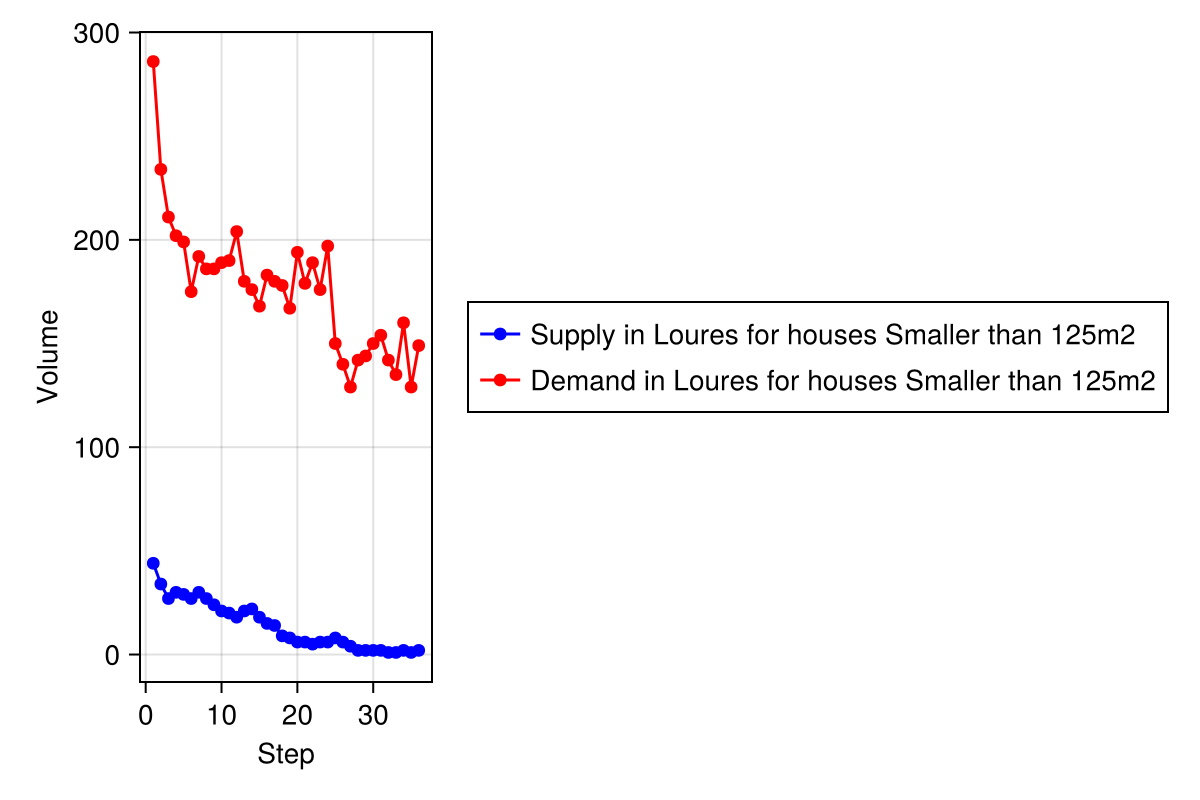 300
200
100
0
Volume
0 10 20 30
Step
Supply in Loures for houses Smaller than 125m2
Demand in Loures for houses Smaller than 125m2